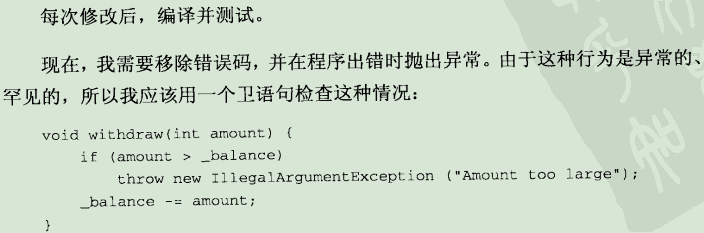 每次修改后，编译并测试。
现在，我需要移除错误码，并在程序出错时抛出异常。由于这种行为是异常的、
罕见的，所以我应该用一个卫语句检查这种情况：
void withdraw(int amount) {
    if (amount > _balance)
        throw new IllegalArgumentException ("Amount too large");
    _balance -= amount;
}